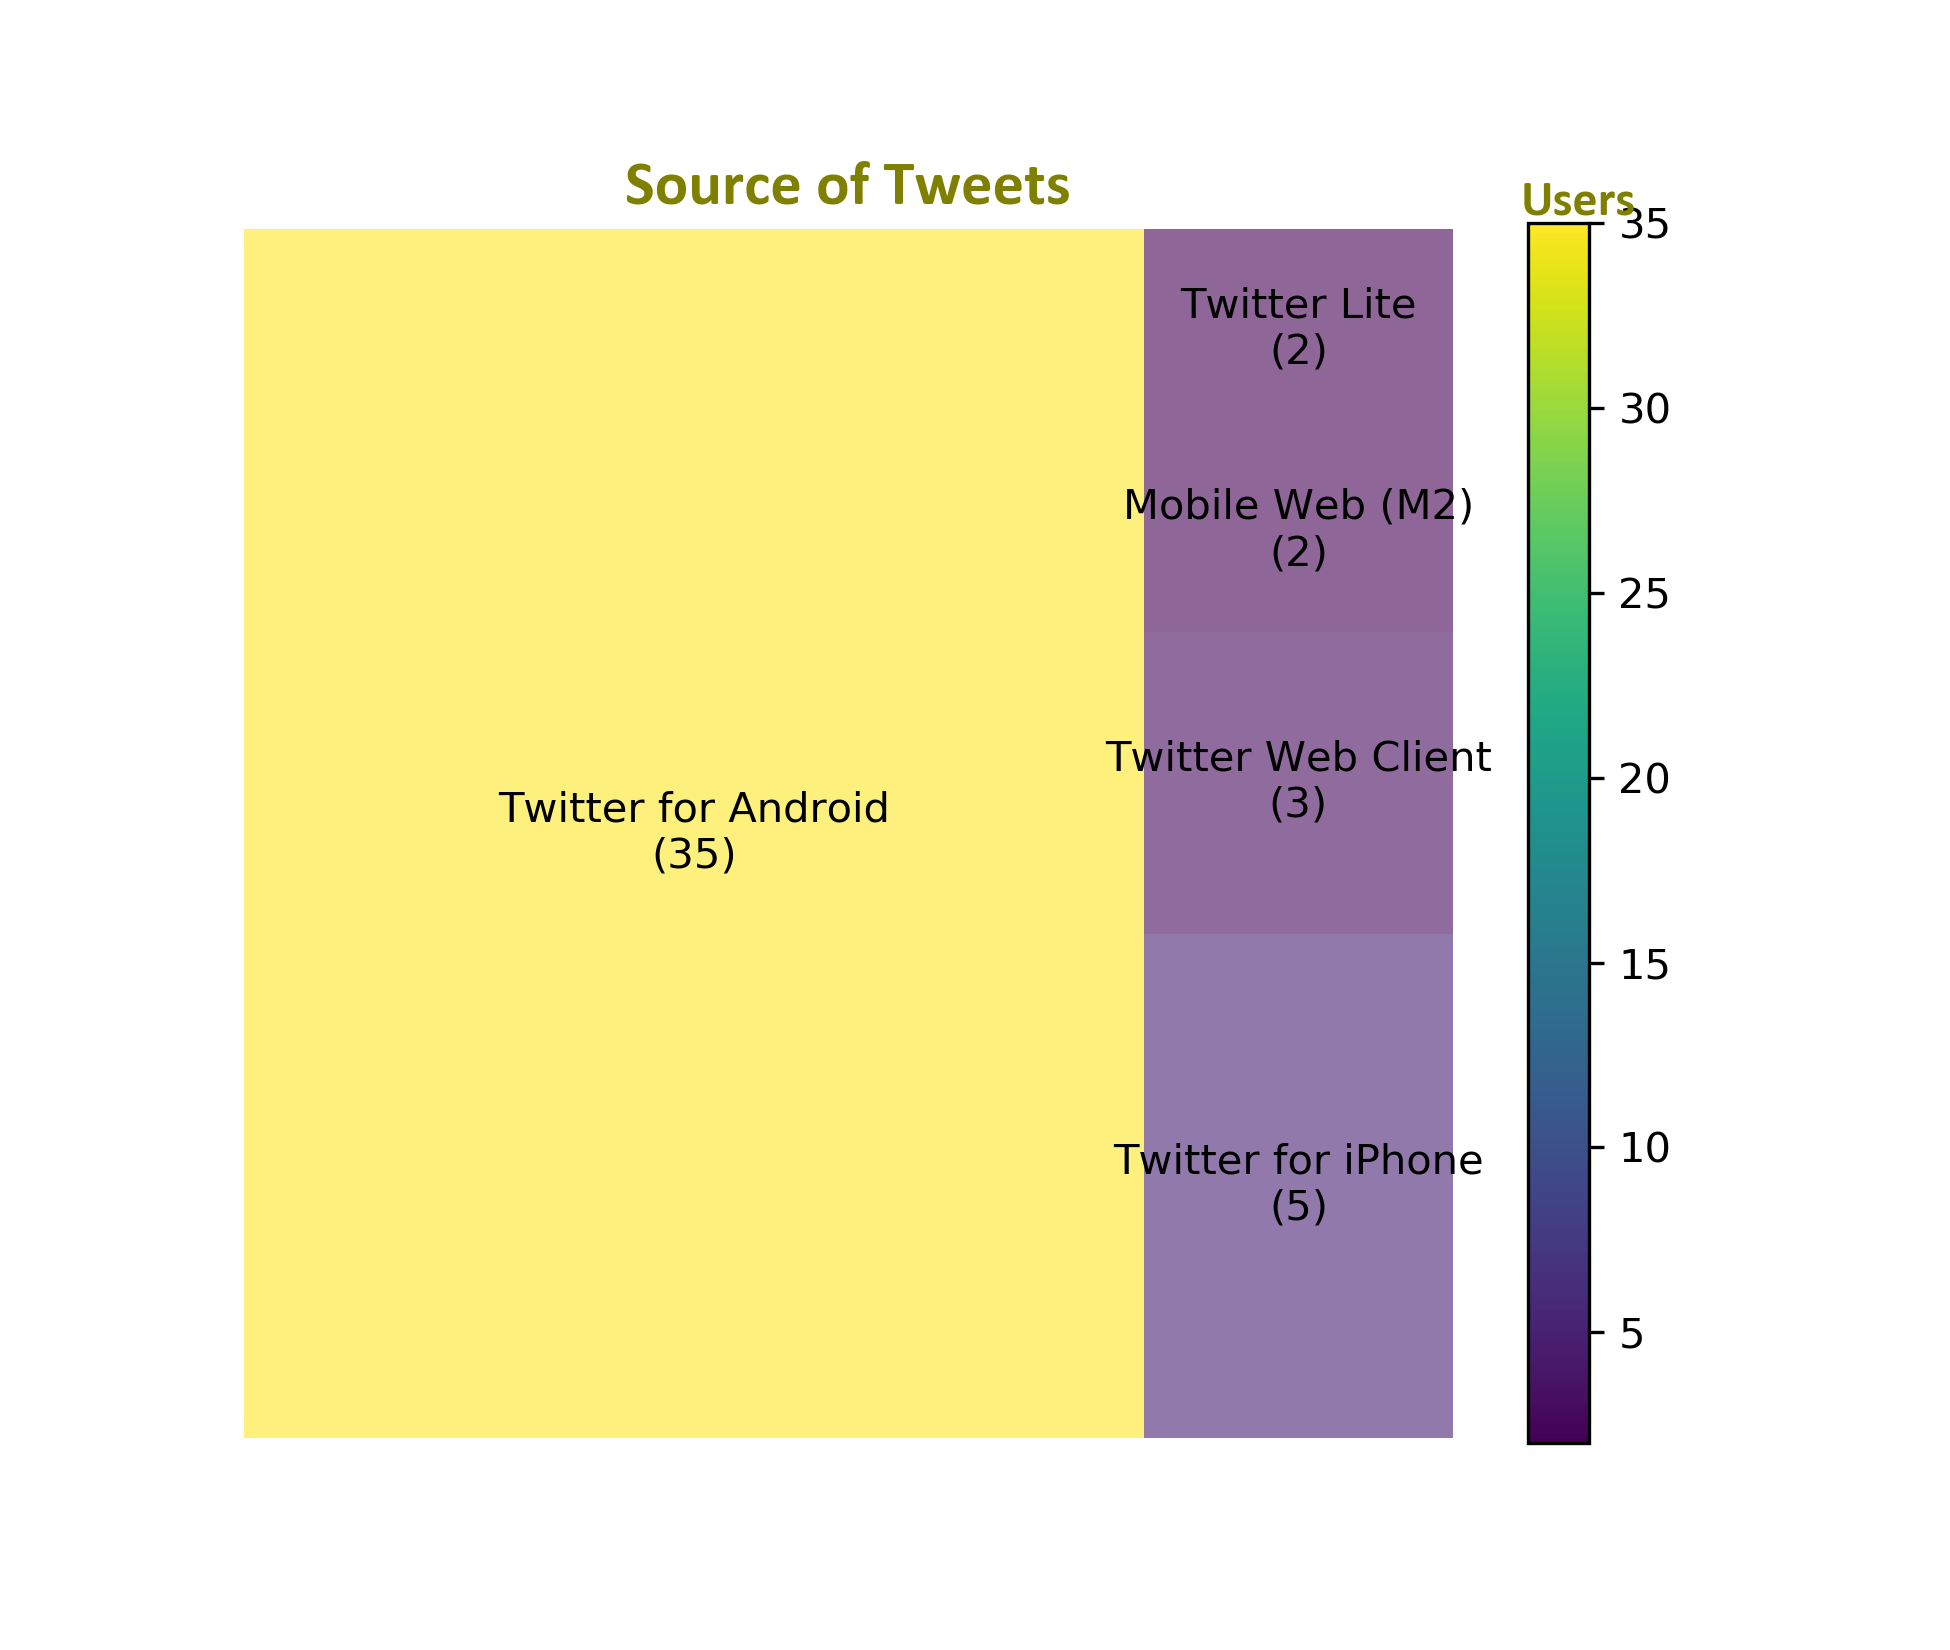 Source of Tweets
Users
Twitter for Android
(35)
Twitter Lite
(2)
Mobile Web (M2)
(2)
Twitter Web Client
(3)
Twitter for iPhone
(5)
35
30
25
20
15
10
5